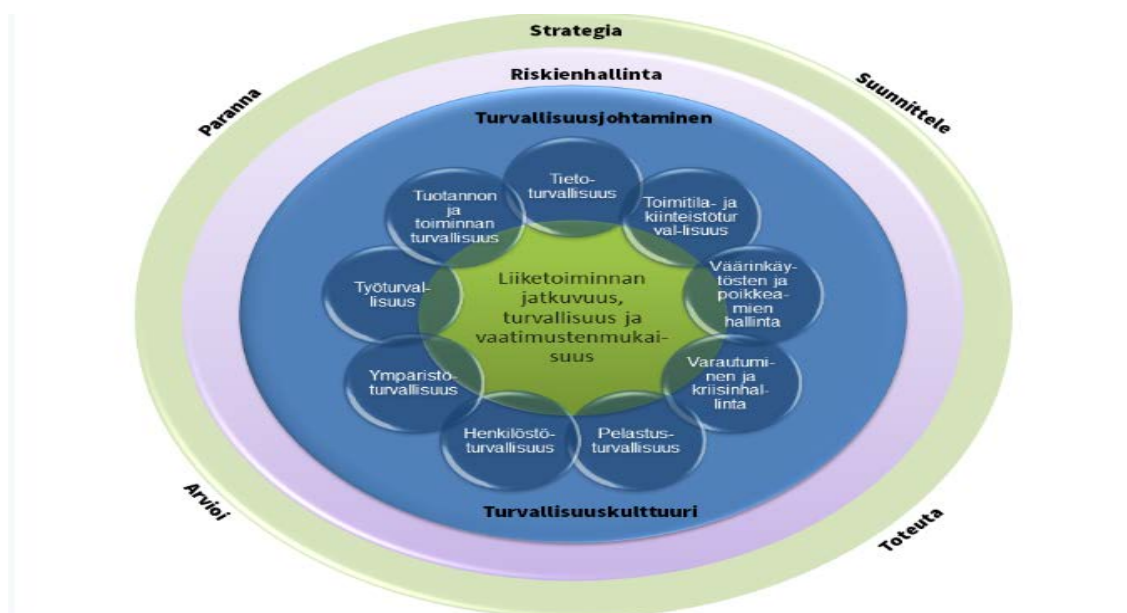 Strategia
Riskienhallinta
Turvallisuusjohtaminen
Paranna
Suunnittele
Tieto-
turvallisuus
Toimitila- ja
kiinteistötur
val-lisuus
Väärinkäy-
tösten ja
poikkea-
mien
hallinta
Varautumi-
nen ja
kriisinhal-
linta
Pelastus-
turvallisuus
Henkilöstö-
turvallisuus
Ympäristö-
turvallisuus
Työturval-
lisuus
Tuotannon
ja
toiminnan
turvallisuus
Liiketoiminnan
jatkuvuus,
turvallisuus ja
vaatimustenmukai-
suus
Turvallisuuskulttuuri
Arvioi
Toteuta